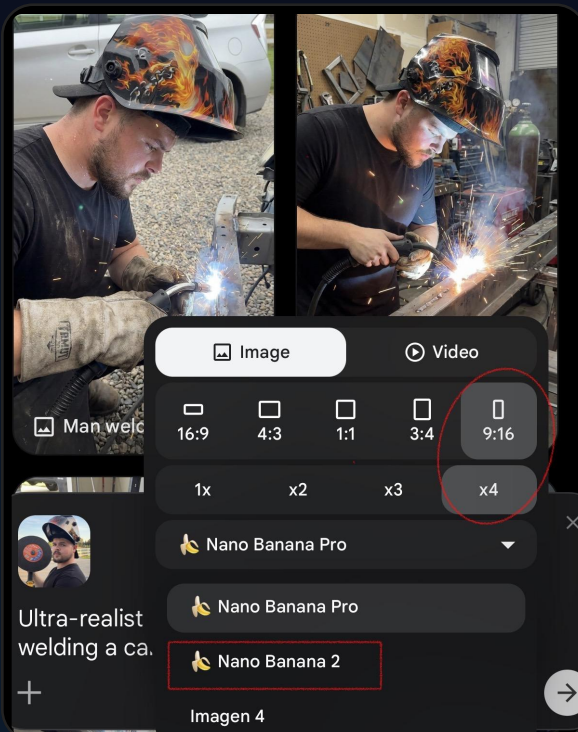 Image
Video
16:9
4:3
1:1
3:4
9:16
Man welc
1x
x2
x3
x4
Nano Banana Pro
Nano Banana Pro
Ultra-realist
welding a ca.
Nano Banana 2
Imagen 4